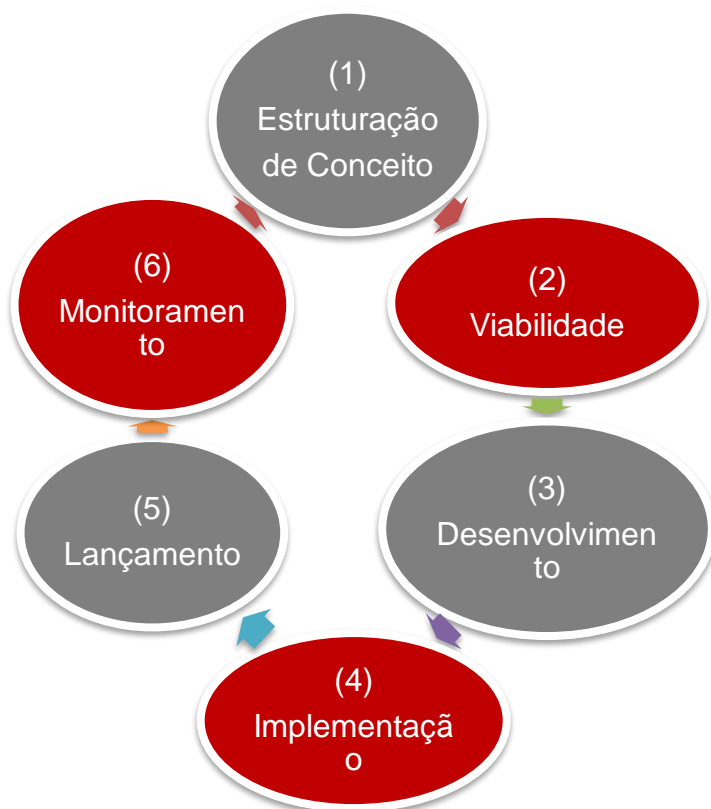 (1)
Estruturação
de Conceito
(2)
Viabilidade
(3)
Desenvolvimen
to
(4)
Implementaçã
o
(5)
Lançamento
(6)
Monitoramen
to